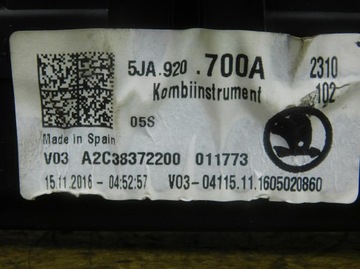 5JA.920.700A 2310
Kombiinstrument 102
05S
Made in Spain
V03 A2C38372200 011773
15.11.2016 - 04:52:57 V03-04115.11.1605020860